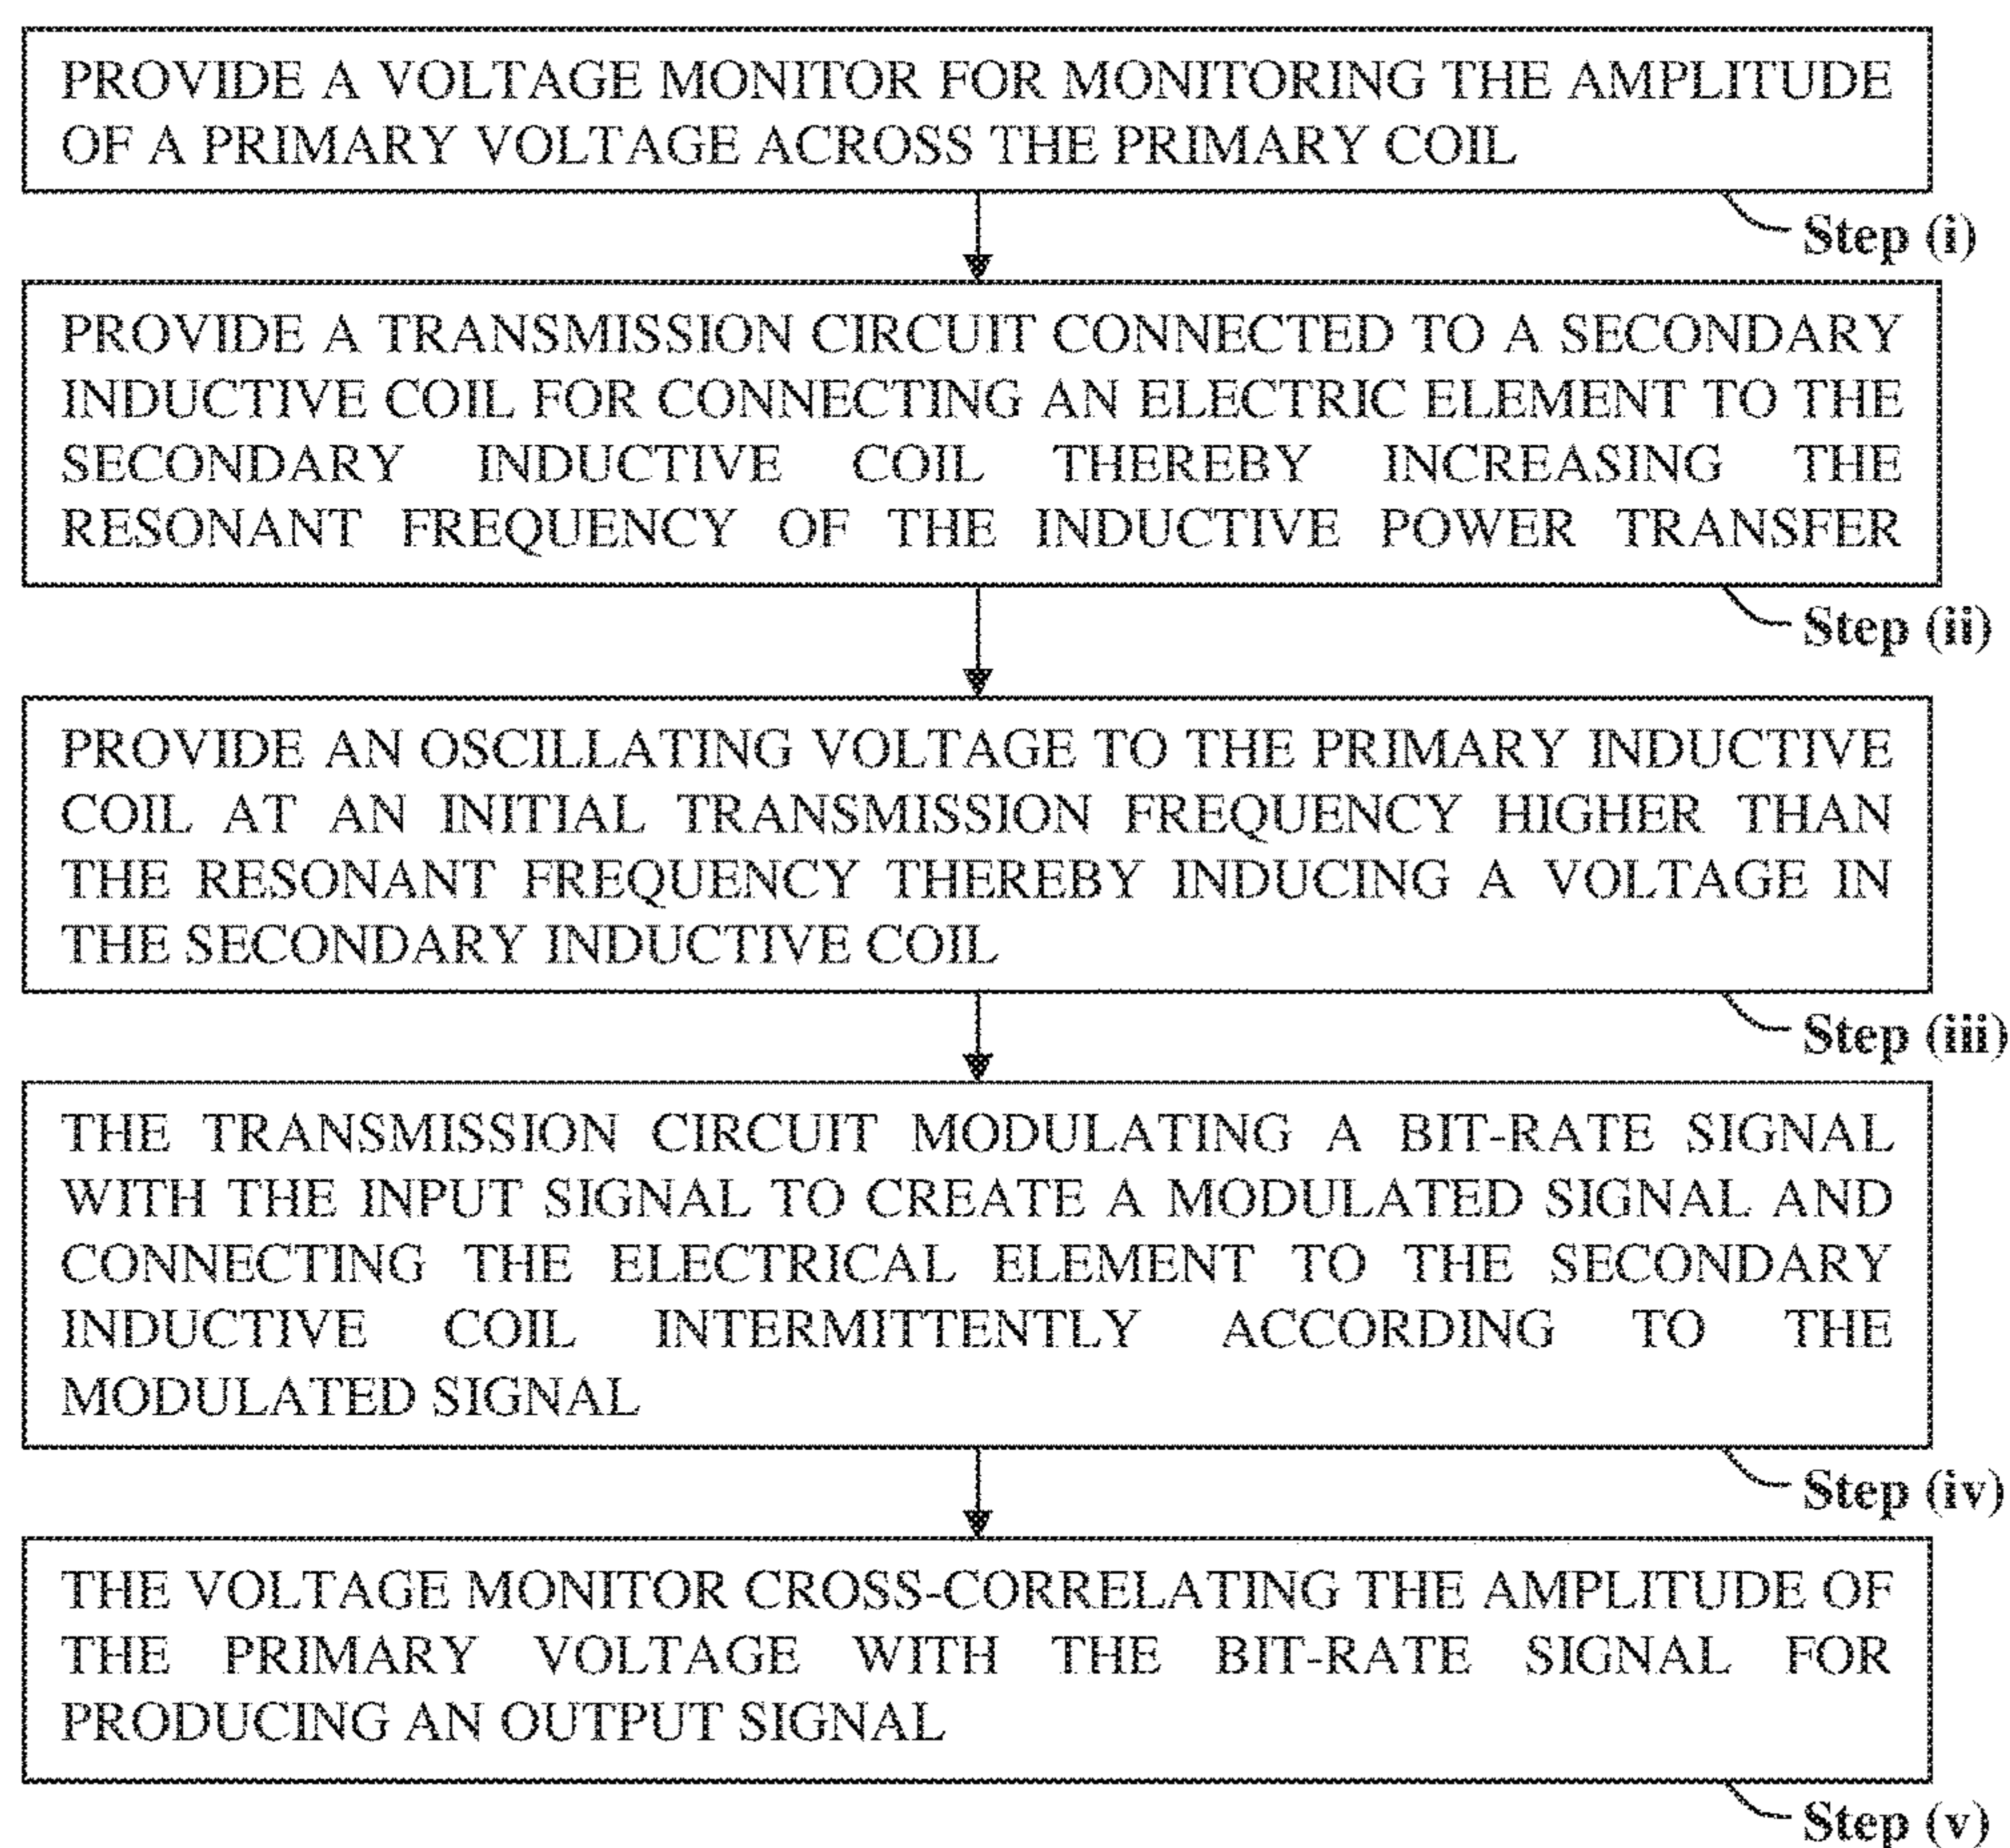 PROVIDE A VOLTAGE MONITOR FOR MONITORING THE AMPLITUDE
OF A PRIMARY VOLTAGE ACROSS THE PRIMARY COIL
Step (i)
PROVIDE A TRANSMISSION CIRCUIT CONNECTED TO A SECONDARY
INDUCTIVE COIL FOR CONNECTING AN ELECTRIC ELEMENT TO THE
SECONDARY INDUCTIVE COIL THEREBY INCREASING THE
RESONANT FREQUENCY OF THE INDUCTIVE POWER TRANSFER
Step (ii)
PROVIDE AN OSCILLATING VOLTAGE TO THE PRIMARY INDUCTIVE
COIL AT AN INITIAL TRANSMISSION FREQUENCY HIGHER THAN
THE RESONANT FREQUENCY THEREBY INDUCING A VOLTAGE IN
THE SECONDARY INDUCTIVE COIL
Step (iii)
THE TRANSMISSION CIRCUIT MODULATING A BIT-RATE SIGNAL
WITH THE INPUT SIGNAL TO CREATE A MODULATED SIGNAL AND
CONNECTING THE ELECTRICAL ELEMENT TO THE SECONDARY
INDUCTIVE COIL INTERMITTENTLY ACCORDING TO THE
MODULATED SIGNAL
Step (iv)
THE VOLTAGE MONITOR CROSS-CORRELATING THE AMPLITUDE OF
THE PRIMARY VOLTAGE WITH THE BIT-RATE SIGNAL FOR
PRODUCING AN OUTPUT SIGNAL
Step (v)